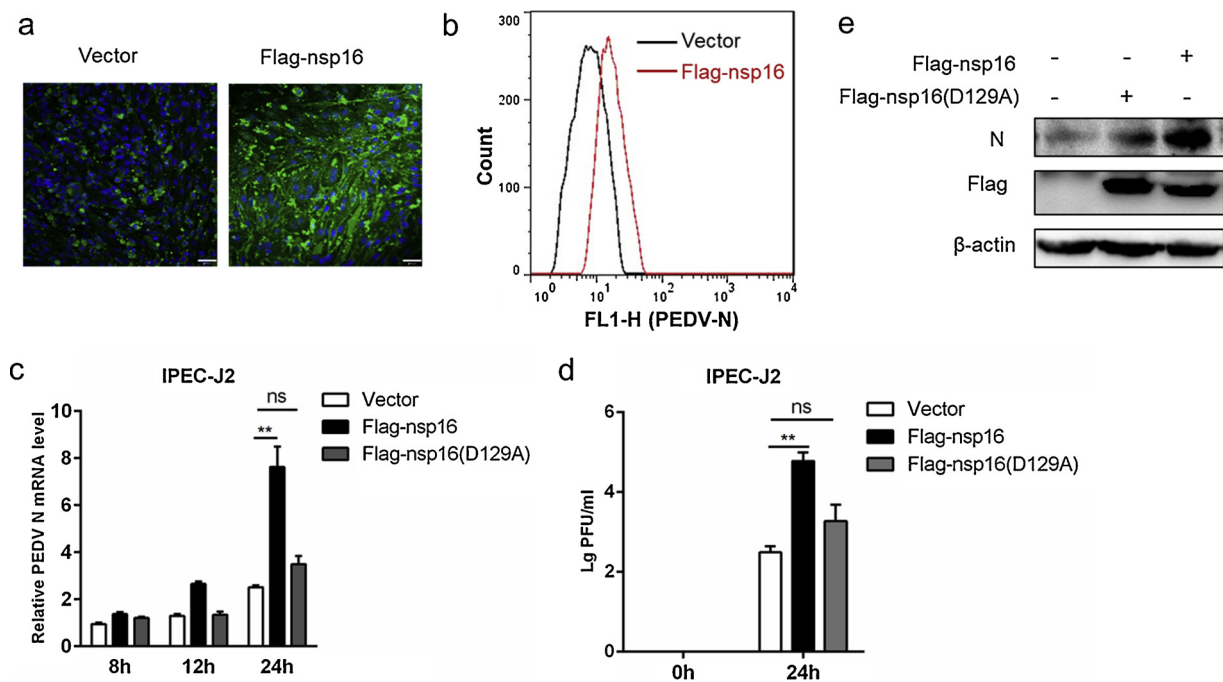 a
Vector
Flag-nsp16
b
300
200
100
0
Count
Vector
Flag-nsp16
10^0
10^1
10^2
10^3
10^4
FL1-H (PEDV-N)
e
Flag-nsp16 - - +
Flag-nsp16(D129A) - + -
N
Flag
β-actin
c
IPEC-J2
Relative PEDV N mRNA level
10
8
6
4
2
0
ns
**
Vector
Flag-nsp16
Flag-nsp16(D129A)
8h
12h
24h
d
IPEC-J2
Lg PFU/ml
6
4
2
0
ns
**
Vector
Flag-nsp16
Flag-nsp16(D129A)
0h
24h